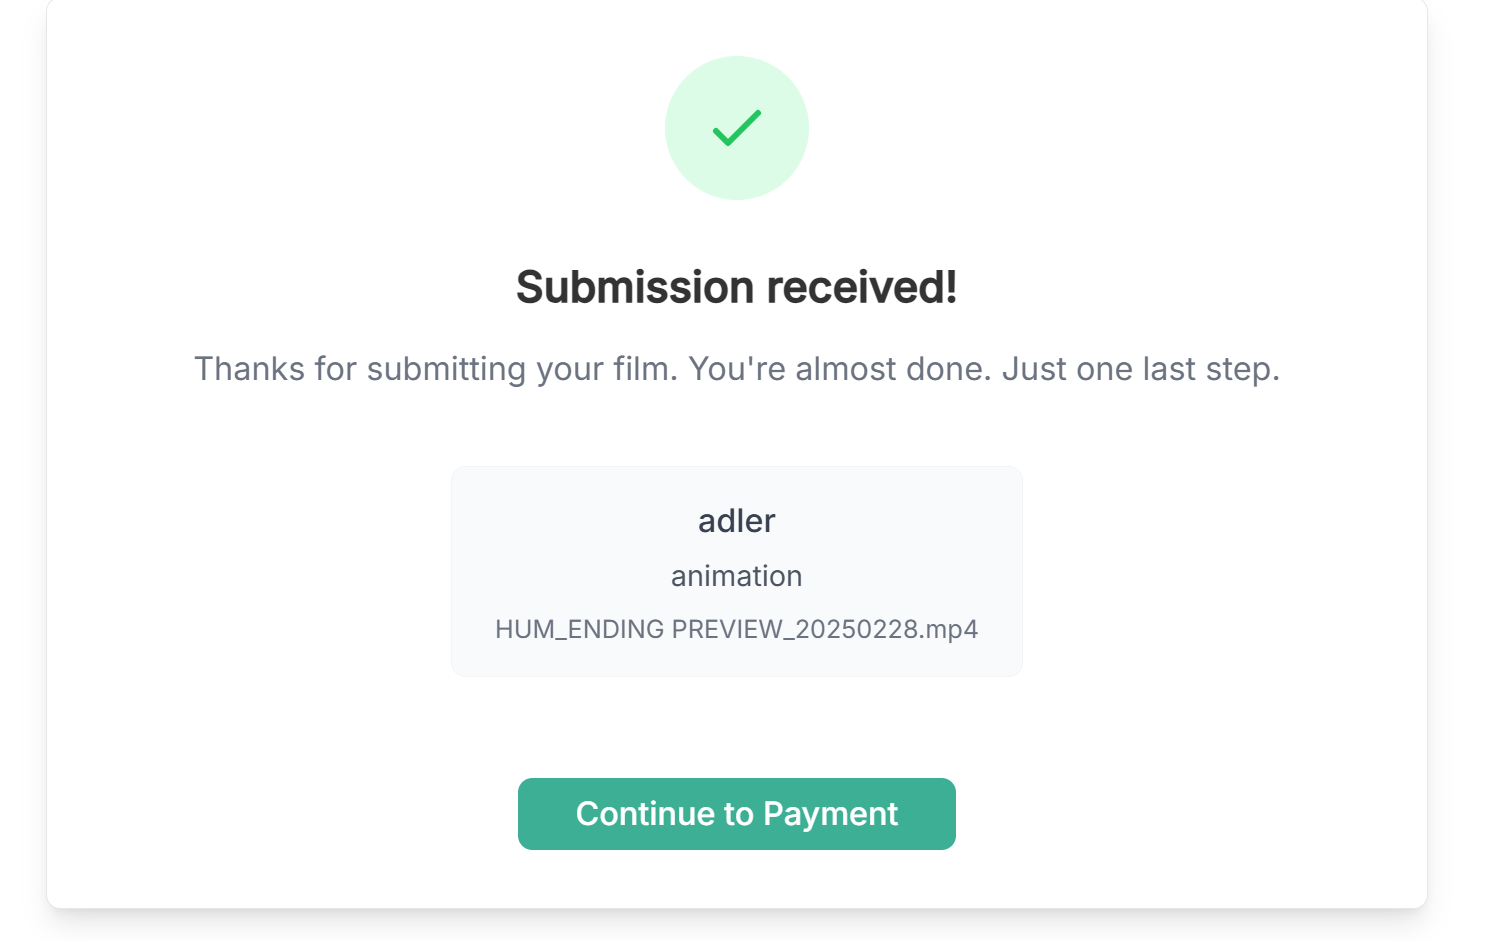 Submission received!
Thanks for submitting your film. You're almost done. Just one last step.
adler
animation
HUM_ENDING PREVIEW_20250228.mp4
Continue to Payment